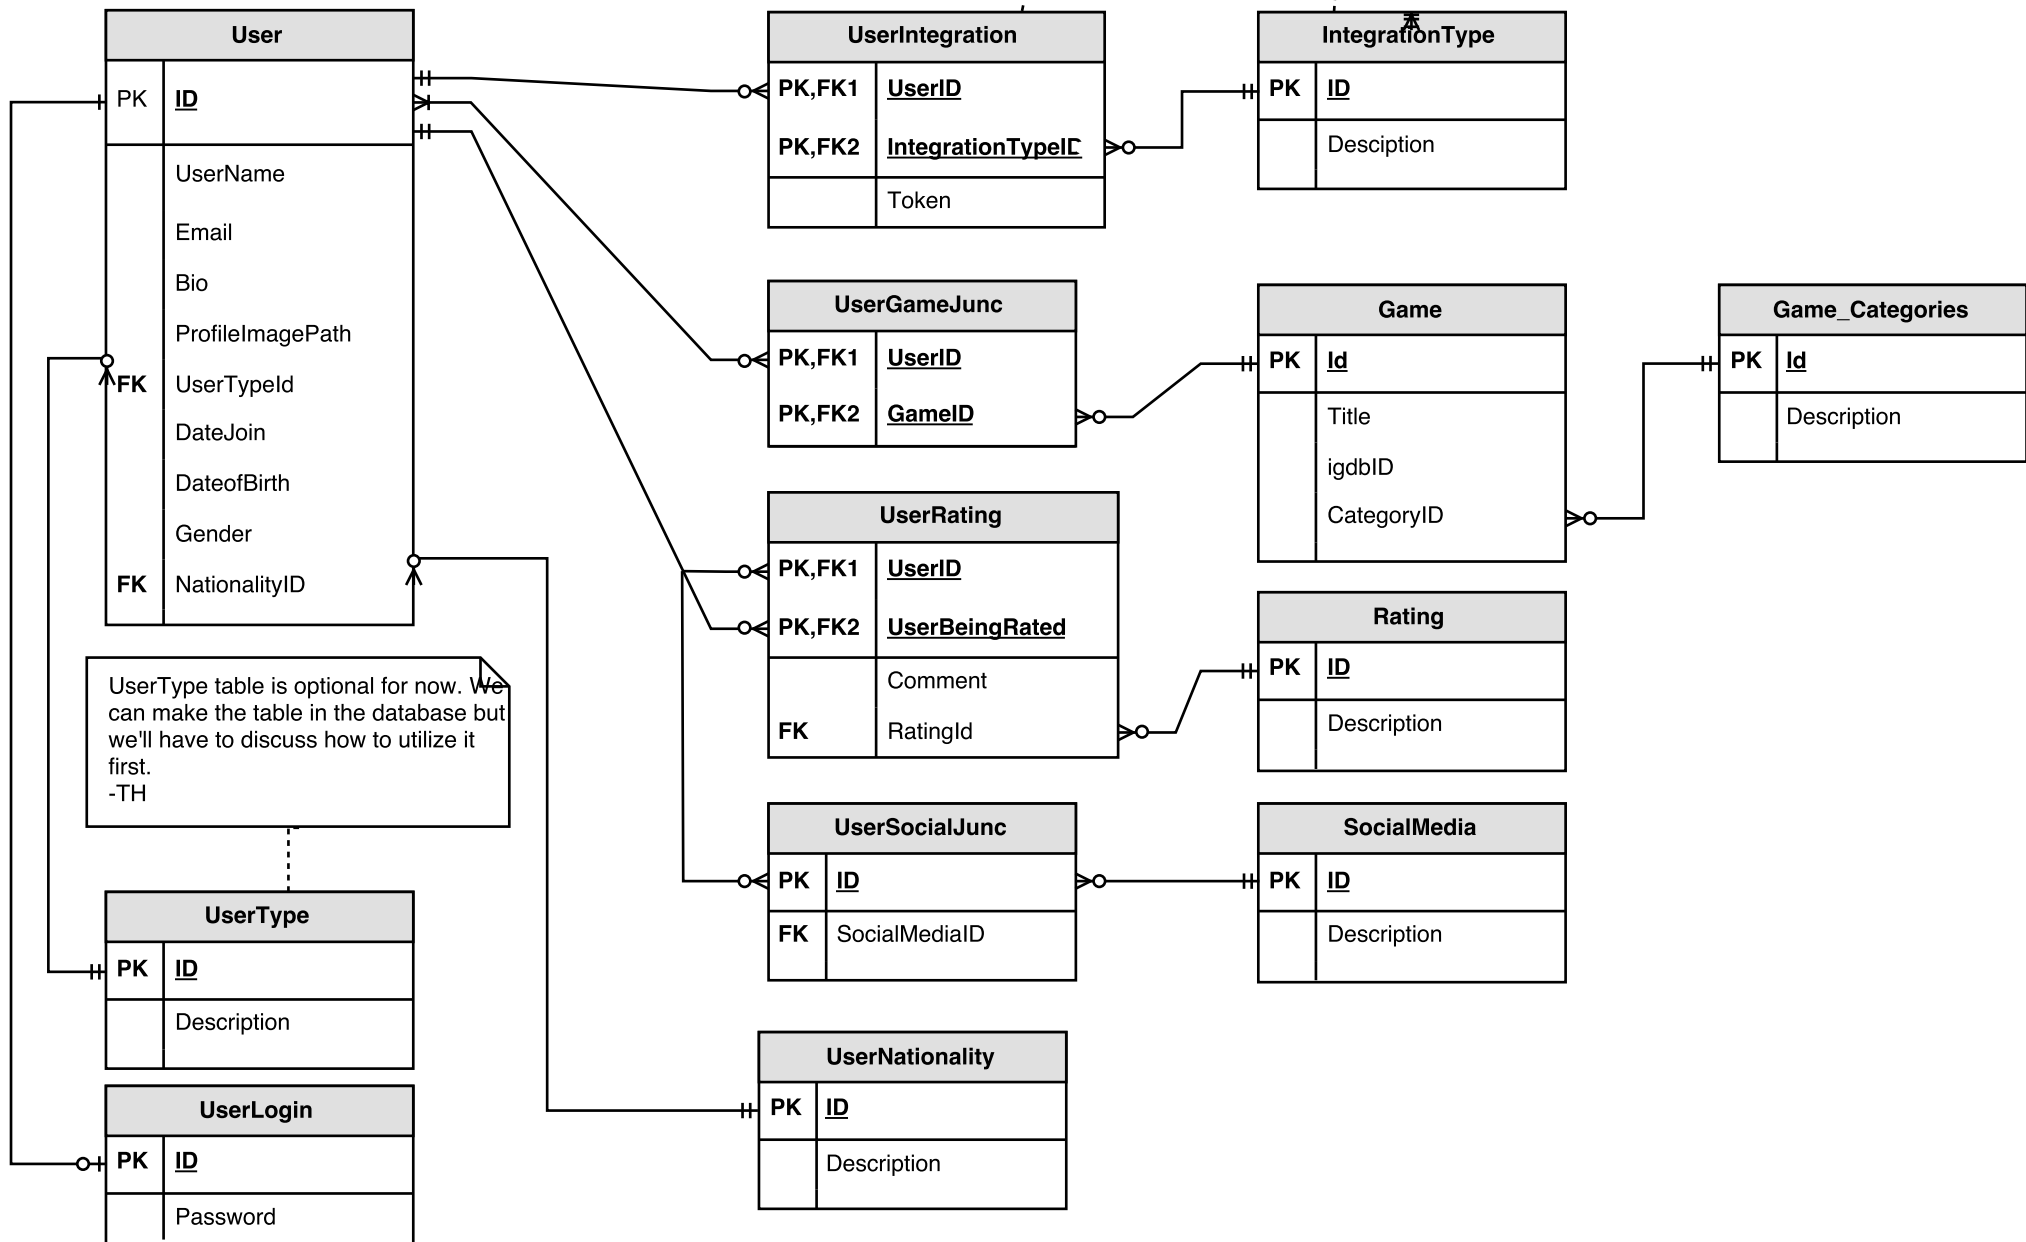 User
PK ID
UserName
Email
Bio
ProfileImagePath
FK UserTypeId
DateJoin
DateofBirth
Gender
FK NationalityID
UserType table is optional for now. We
can make the table in the database but
we'll have to discuss how to utilize it
first.
-TH
UserType
PK ID
Description
UserLogin
PK ID
Password
UserIntegration
PK,FK1 UserID
PK,FK2 IntegrationTypeID
Token
UserGameJunc
PK,FK1 UserID
PK,FK2 GameID
UserRating
PK,FK1 UserID
PK,FK2 UserBeingRated
Comment
FK RatingId
UserSocialJunc
PK ID
FK SocialMediaID
UserNationality
PK ID
Description
IntegrationType
PK ID
Desciption
Game
PK Id
Title
igdbID
CategoryID
Rating
PK ID
Description
SocialMedia
PK ID
Description
Game_Categories
PK Id
Description